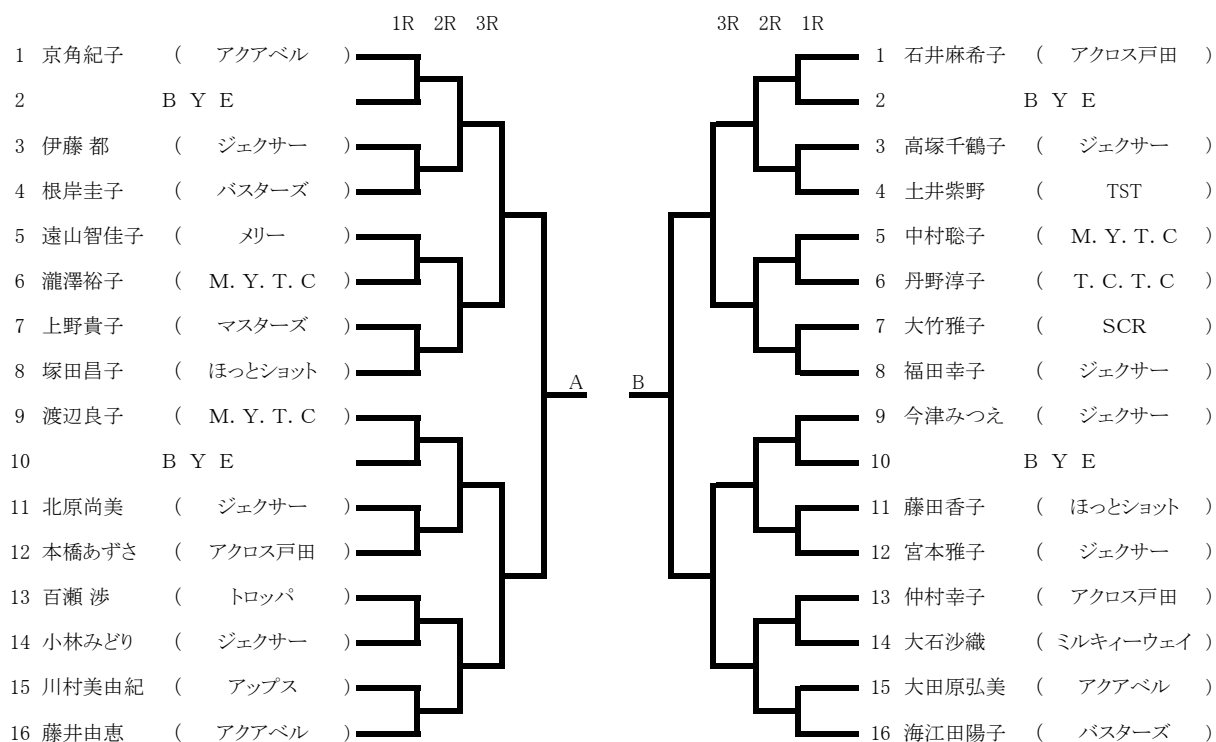 1R 2R 3R
1 京角紀子 ( アクアベル )
2 B Y E
3 伊藤 都 ( ジェクサー )
4 根岸圭子 ( バスターズ )
5 遠山智佳子 ( メリー )
6 瀧澤裕子 ( M. Y. T. C )
7 上野貴子 ( マスターズ )
8 塚田昌子 ( ほっとショット )
9 渡辺良子 ( M. Y. T. C )
10 B Y E
11 北原尚美 ( ジェクサー )
12 本橋あずさ ( アクロス戸田 )
13 百瀬 渉 ( トロッパ )
14 小林みどり ( ジェクサー )
15 川村美由紀 ( アップス )
16 藤井由恵 ( アクアベル )
A
3R 2R 1R
1 石井麻希子 ( アクロス戸田 )
2 B Y E
3 高塚千鶴子 ( ジェクサー )
4 土井紫野 ( TST )
5 中村聡子 ( M. Y. T. C )
6 丹野淳子 ( T. C. T. C )
7 大竹雅子 ( SCR )
8 福田幸子 ( ジェクサー )
9 今津みつえ ( ジェクサー )
10 B Y E
11 藤田香子 ( ほっとショット )
12 宮本雅子 ( ジェクサー )
13 仲村幸子 ( アクロス戸田 )
14 大石沙織 ( ミルキィーウェイ )
15 大田原弘美 ( アクアベル )
16 海江田陽子 ( バスターズ )
B